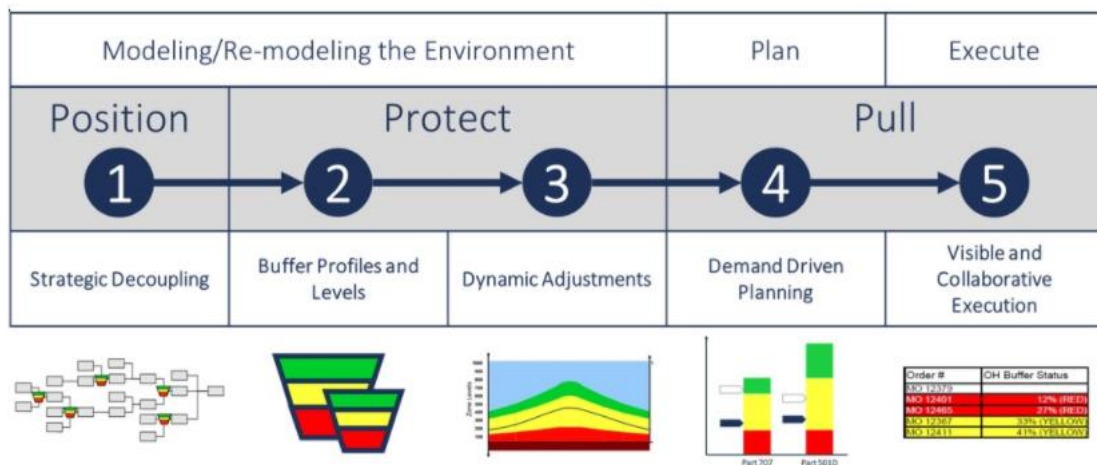 Modeling/Re-modeling the Environment
Plan
Execute
Position
Protect
Pull
1
2
3
4
5
Strategic Decoupling
Buffer Profiles and
Levels
Dynamic Adjustments
Demand Driven
Planning
Visible and
Collaborative
Execution
Zone Levels
Part 707
Part 501D
Order # OH Buffer Status
MO 12379
MO 12401 12% (RED)
MO 12465 27% (RED)
MO 12367 33% (YELLOW)
MO 12411 41% (YELLOW)